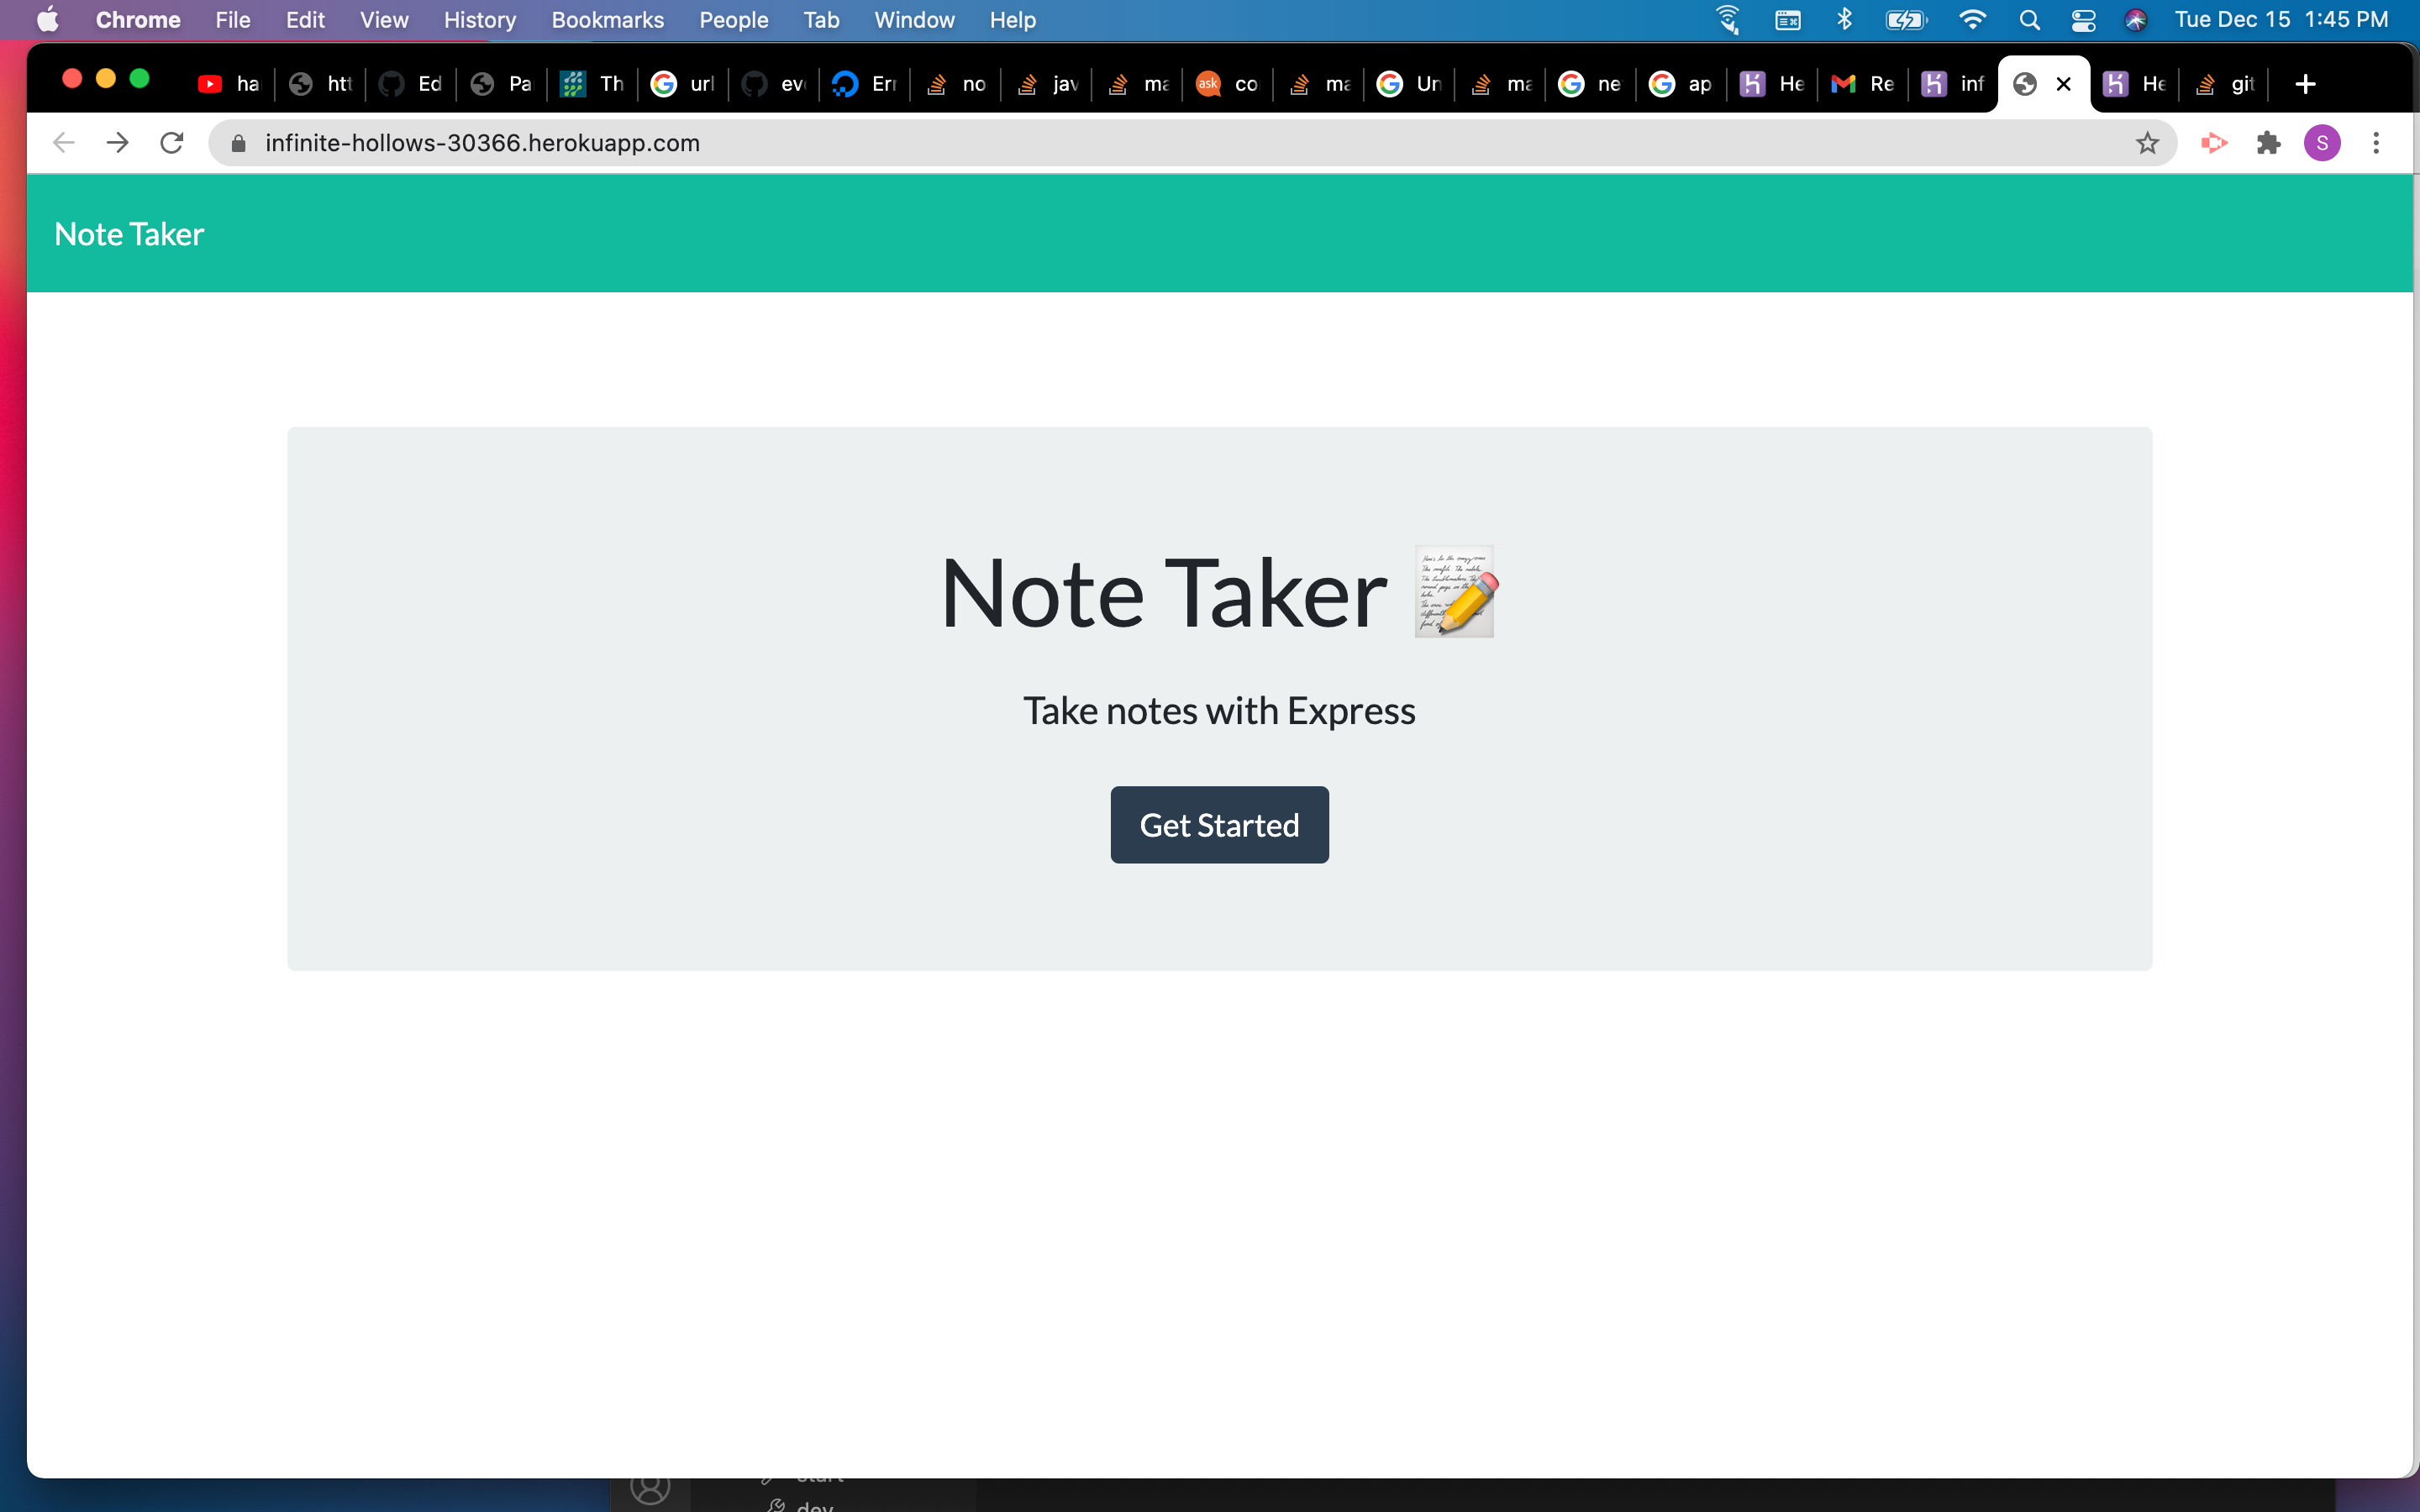 Chrome File Edit View History Bookmarks People Tab Window Help Tue Dec 15 1:45 PM
ha htt Ed Pa Th url eve Err no jav ma ask co ma Un ma ne ap He Re inf He git
infinite-hollows-30366.herokuapp.com S
Note Taker
Note Taker
Take notes with Express
Get Started
start
dev